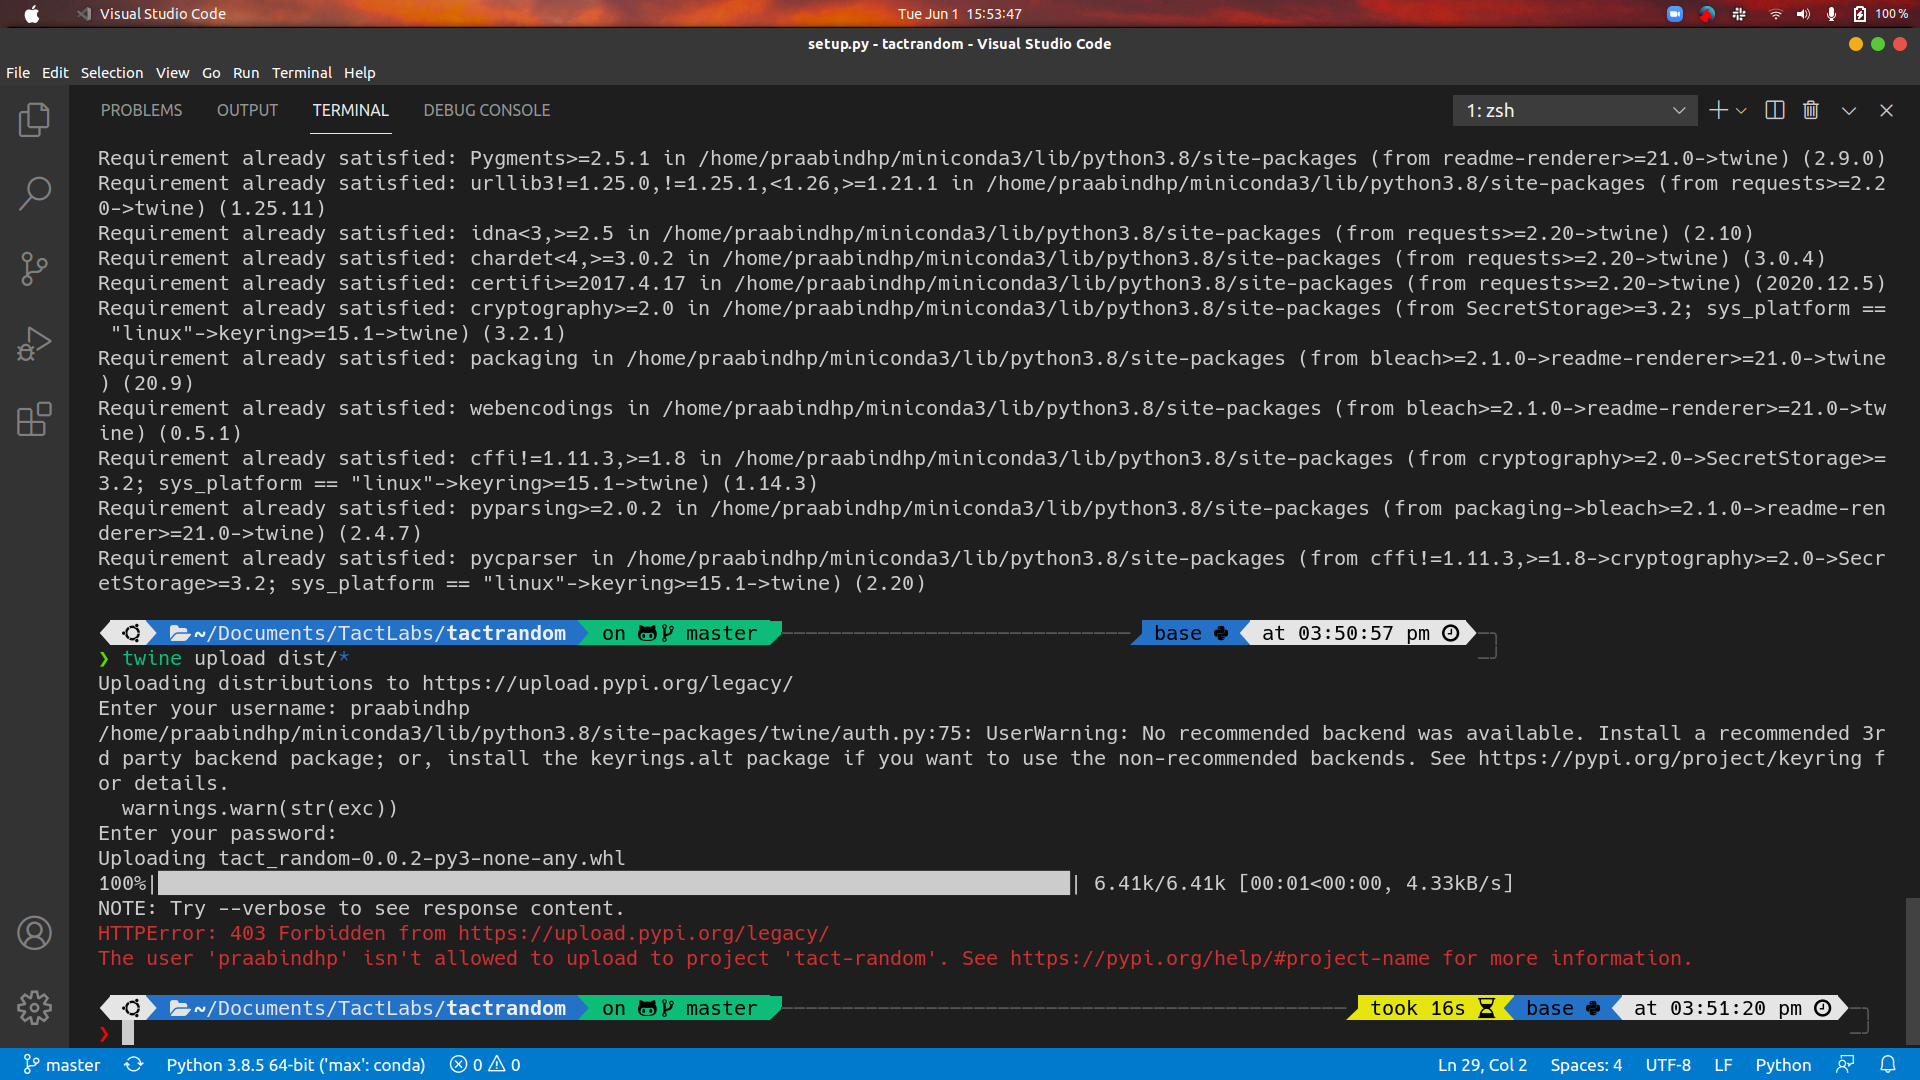 Visual Studio Code
Tue Jun 1 15:53:47
100 %
setup.py - tactrandom - Visual Studio Code
File Edit Selection View Go Run Terminal Help
PROBLEMS OUTPUT TERMINAL DEBUG CONSOLE
1: zsh
Requirement already satisfied: Pygments>=2.5.1 in /home/praabindhp/miniconda3/lib/python3.8/site-packages (from readme-renderer>=21.0->twine) (2.9.0)
Requirement already satisfied: urllib3!=1.25.0,!=1.25.1,<1.26,>=1.21.1 in /home/praabindhp/miniconda3/lib/python3.8/site-packages (from requests>=2.2
0->twine) (1.25.11)
Requirement already satisfied: idna<3,>=2.5 in /home/praabindhp/miniconda3/lib/python3.8/site-packages (from requests>=2.20->twine) (2.10)
Requirement already satisfied: chardet<4,>=3.0.2 in /home/praabindhp/miniconda3/lib/python3.8/site-packages (from requests>=2.20->twine) (3.0.4)
Requirement already satisfied: certifi>=2017.4.17 in /home/praabindhp/miniconda3/lib/python3.8/site-packages (from requests>=2.20->twine) (2020.12.5)
Requirement already satisfied: cryptography>=2.0 in /home/praabindhp/miniconda3/lib/python3.8/site-packages (from SecretStorage>=3.2; sys_platform ==
"linux"->keyring>=15.1->twine) (3.2.1)
Requirement already satisfied: packaging in /home/praabindhp/miniconda3/lib/python3.8/site-packages (from bleach>=2.1.0->readme-renderer>=21.0->twine
) (20.9)
Requirement already satisfied: webencodings in /home/praabindhp/miniconda3/lib/python3.8/site-packages (from bleach>=2.1.0->readme-renderer>=21.0->tw
ine) (0.5.1)
Requirement already satisfied: cffi!=1.11.3,>=1.8 in /home/praabindhp/miniconda3/lib/python3.8/site-packages (from cryptography>=2.0->SecretStorage>=
3.2; sys_platform == "linux"->keyring>=15.1->twine) (1.14.3)
Requirement already satisfied: pyparsing>=2.0.2 in /home/praabindhp/miniconda3/lib/python3.8/site-packages (from packaging->bleach>=2.1.0->readme-ren
derer>=21.0->twine) (2.4.7)
Requirement already satisfied: pycparser in /home/praabindhp/miniconda3/lib/python3.8/site-packages (from cffi!=1.11.3,>=1.8->cryptography>=2.0->Secr
etStorage>=3.2; sys_platform == "linux"->keyring>=15.1->twine) (2.20)
~/Documents/TactLabs/tactrandom on master base at 03:50:57 pm
❯ twine upload dist/*
Uploading distributions to https://upload.pypi.org/legacy/
Enter your username: praabindhp
/home/praabindhp/miniconda3/lib/python3.8/site-packages/twine/auth.py:75: UserWarning: No recommended backend was available. Install a recommended 3r
d party backend package; or, install the keyrings.alt package if you want to use the non-recommended backends. See https://pypi.org/project/keyring f
or details.
warnings.warn(str(exc))
Enter your password:
Uploading tact_random-0.0.2-py3-none-any.whl
100%| | 6.41k/6.41k [00:01<00:00, 4.33kB/s]
NOTE: Try --verbose to see response content.
HTTPError: 403 Forbidden from https://upload.pypi.org/legacy/
The user 'praabindhp' isn't allowed to upload to project 'tact-random'. See https://pypi.org/help/#project-name for more information.
~/Documents/TactLabs/tactrandom on master took 16s base at 03:51:20 pm
❯
master Python 3.8.5 64-bit ('max': conda) 0 0 Ln 29, Col 2 Spaces: 4 UTF-8 LF Python